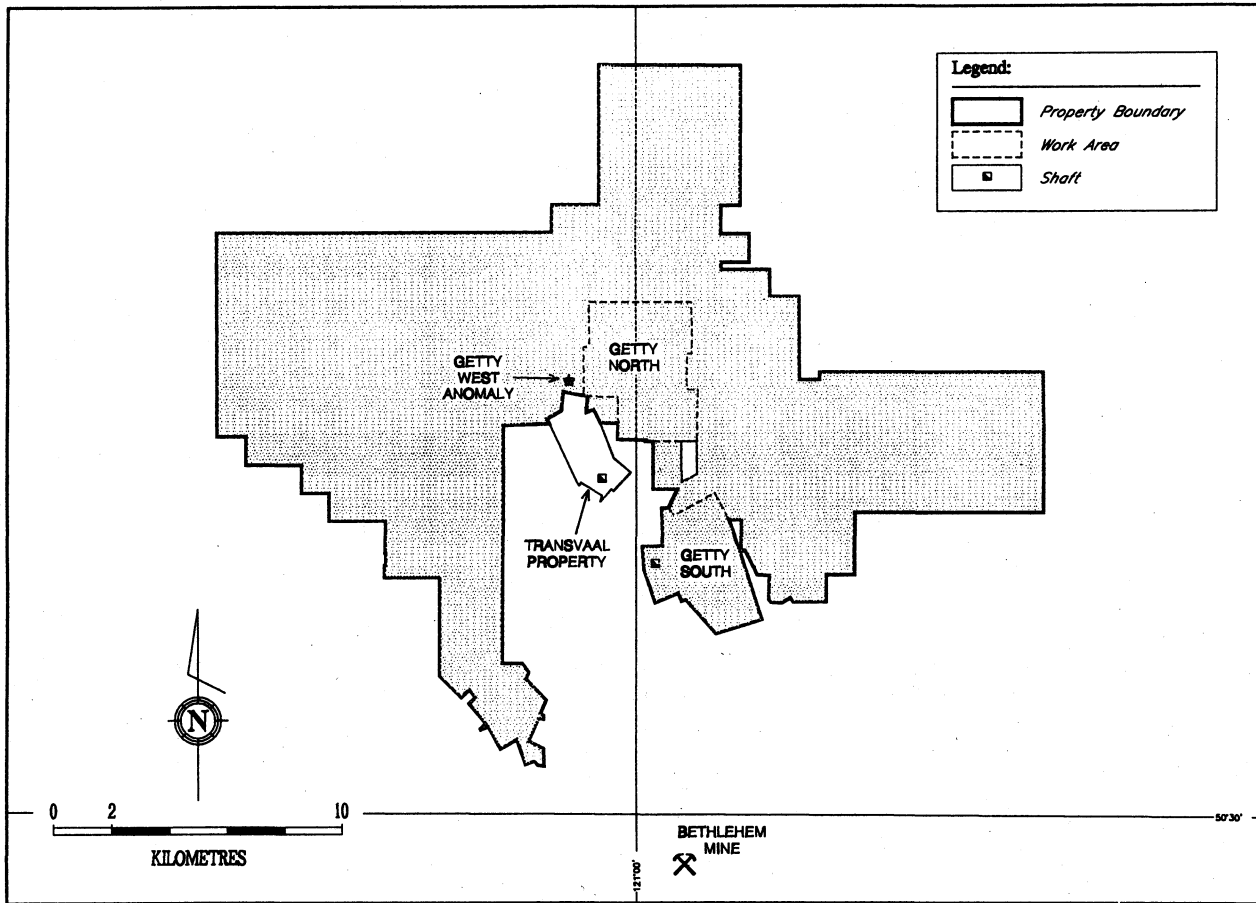 Legend:
Property Boundary
Work Area
Shaft
GETTY
NORTH
GETTY
WEST
ANOMALY
TRANSVAAL
PROPERTY
GETTY
SOUTH
N
0 2 10
KILOMETRES
50°30'
BETHLEHEM
MINE
121°00'